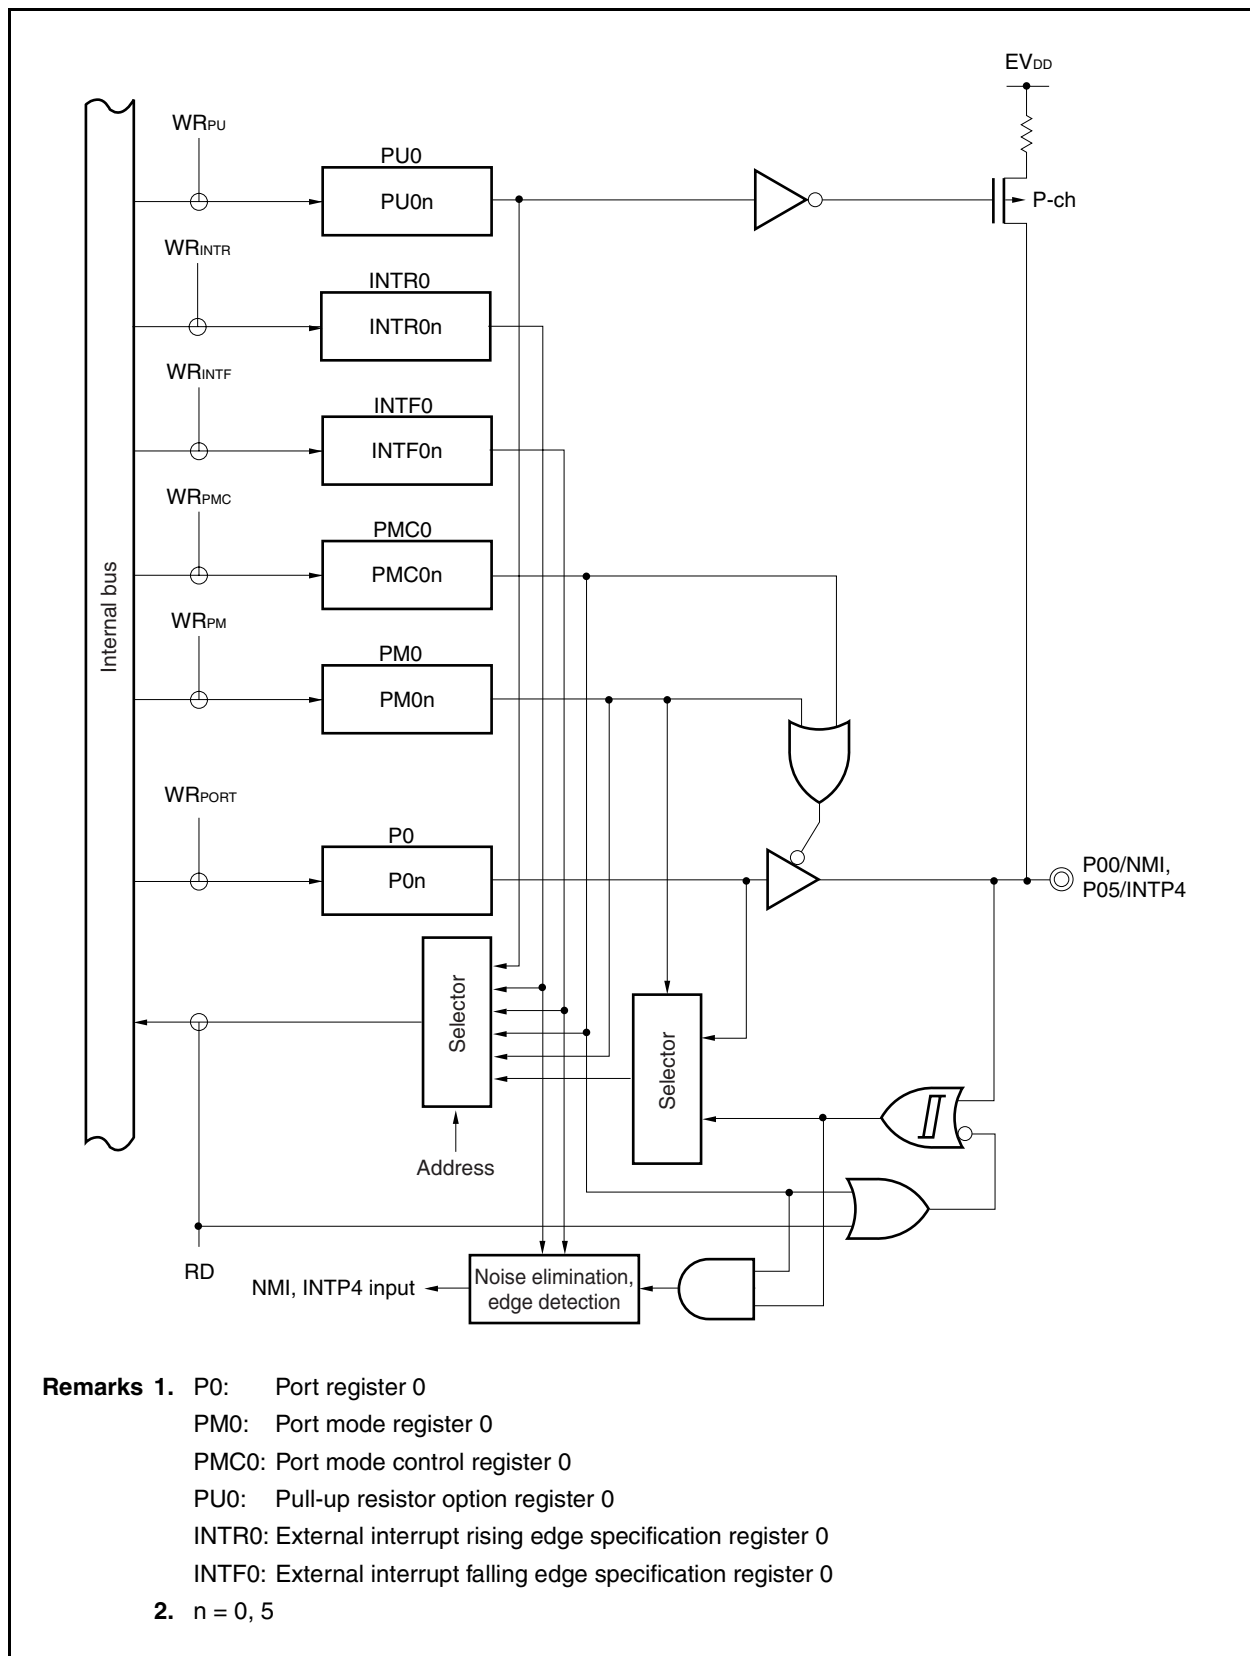 EVDD
WRPU
PU0
PU0n
P-ch
WRINTR
INTR0
INTR0n
WRINTF
INTF0
INTF0n
WRPMC
PMC0
PMC0n
Internal bus
WRPM
PM0
PM0n
WRPORT
P0
P0n
P00/NMI,
P05/INTP4
Selector
Selector
Address
RD
NMI, INTP4 input
Noise elimination,
edge detection
Remarks 1. P0: Port register 0
PM0: Port mode register 0
PMC0: Port mode control register 0
PU0: Pull-up resistor option register 0
INTR0: External interrupt rising edge specification register 0
INTF0: External interrupt falling edge specification register 0
2. n = 0, 5